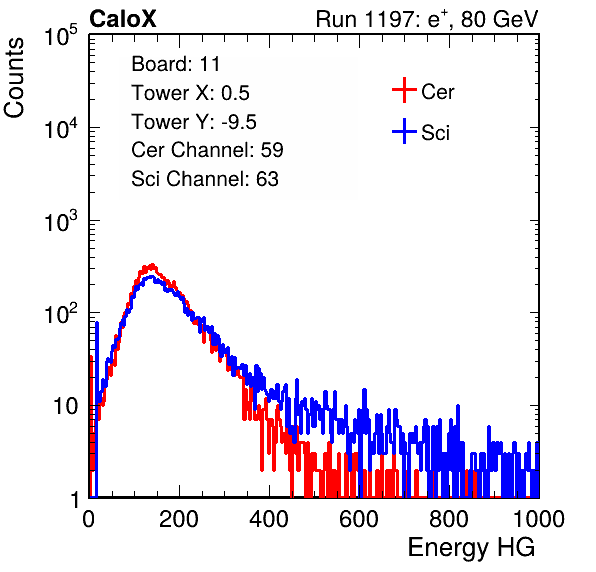 CaloX Run 1197: e⁺, 80 GeV
Counts
Board: 11
Tower X: 0.5
Tower Y: -9.5
Cer Channel: 59
Sci Channel: 63
Cer
Sci
10⁵
10⁴
10³
10²
10
1
0 200 400 600 800 1000
Energy HG